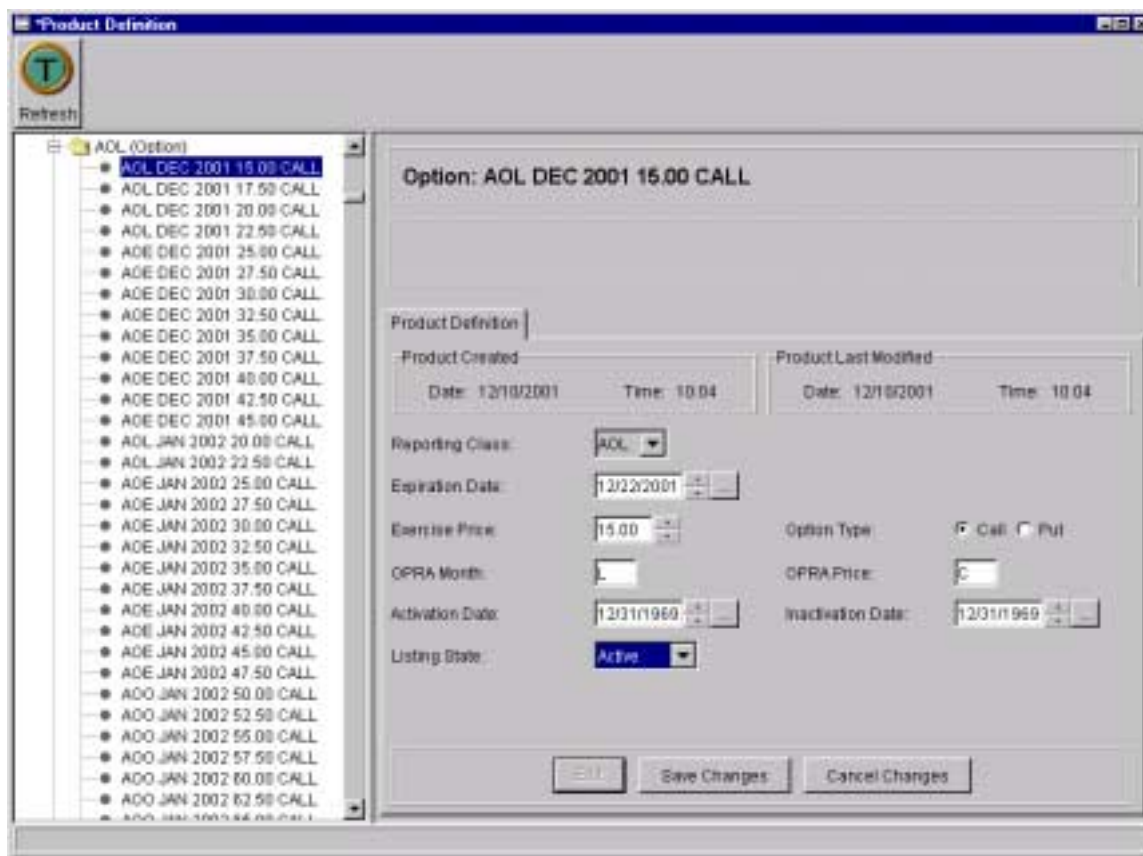 *Product Definition
Refresh
AOL (Option)
AOL DEC 2001 15.00 CALL
AOL DEC 2001 17.50 CALL
AOL DEC 2001 20.00 CALL
AOL DEC 2001 22.50 CALL
AOE DEC 2001 25.00 CALL
AOE DEC 2001 27.50 CALL
AOE DEC 2001 30.00 CALL
AOE DEC 2001 32.50 CALL
AOE DEC 2001 35.00 CALL
AOE DEC 2001 37.50 CALL
AOE DEC 2001 40.00 CALL
AOE DEC 2001 42.50 CALL
AOE DEC 2001 45.00 CALL
AOL JAN 2002 20.00 CALL
AOL JAN 2002 22.50 CALL
AOE JAN 2002 25.00 CALL
AOE JAN 2002 27.50 CALL
AOE JAN 2002 30.00 CALL
AOE JAN 2002 32.50 CALL
AOE JAN 2002 35.00 CALL
AOE JAN 2002 37.50 CALL
AOE JAN 2002 40.00 CALL
AOE JAN 2002 42.50 CALL
AOE JAN 2002 45.00 CALL
AOE JAN 2002 47.50 CALL
AOO JAN 2002 50.00 CALL
AOO JAN 2002 52.50 CALL
AOO JAN 2002 55.00 CALL
AOO JAN 2002 57.50 CALL
AOO JAN 2002 60.00 CALL
AOO JAN 2002 62.50 CALL
Option: AOL DEC 2001 15.00 CALL
Product Definition
Product Created
Date: 12/10/2001 Time: 10:04
Product Last Modified
Date: 12/10/2001 Time: 10:04
Reporting Class: AOL
Expiration Date: 12/22/2001 ...
Exercise Price: 15.00 Option Type: Call Put
OPRA Month: L OPRA Price: C
Activation Date: 12/31/1969 ... Inactivation Date: 12/31/1969 ...
Listing State: Active
Save Changes Cancel Changes